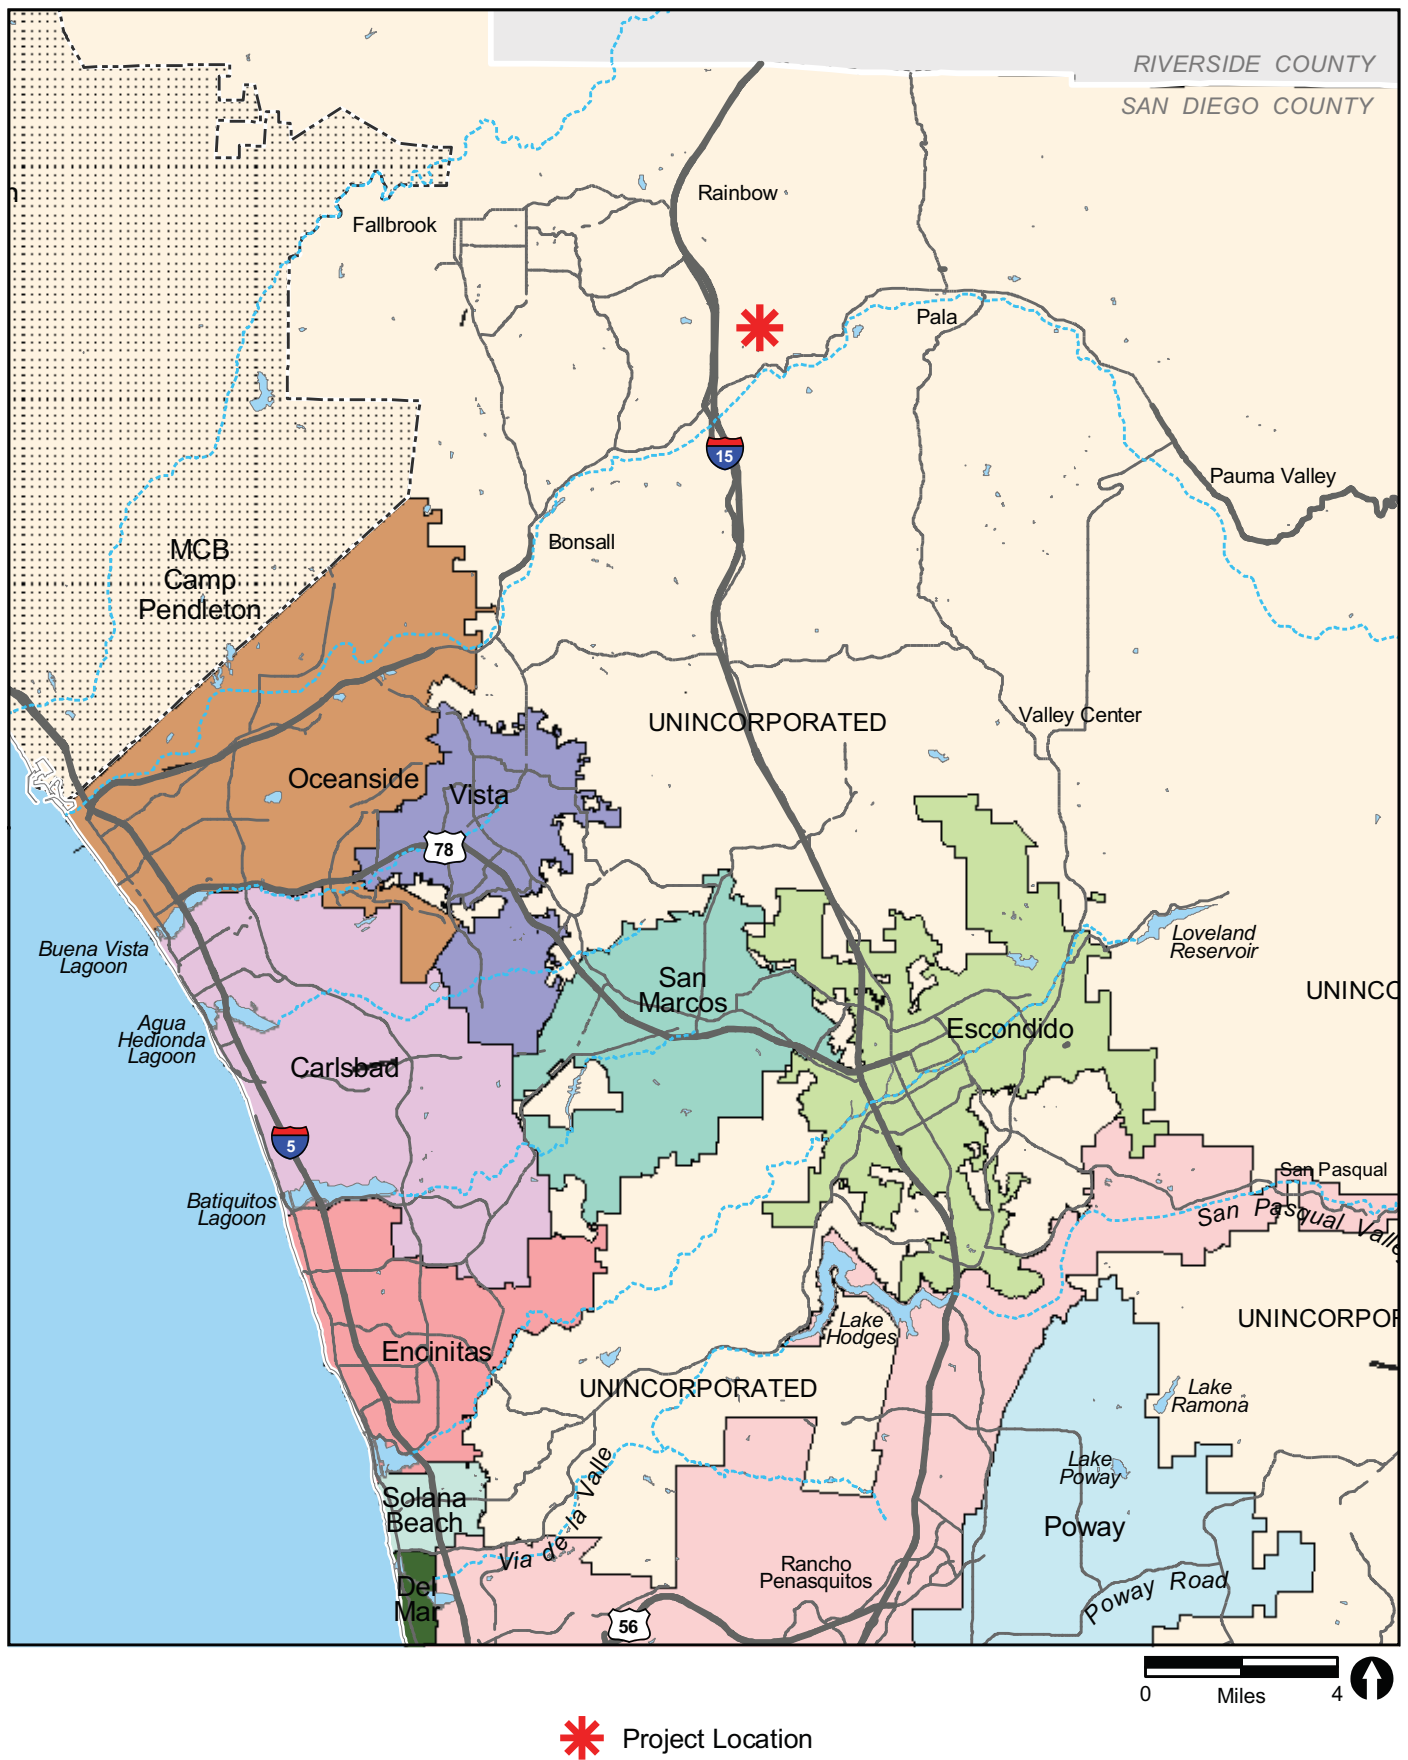 RIVERSIDE COUNTY
SAN DIEGO COUNTY
n
Rainbow
Fallbrook
Pala
15
Pauma Valley
Bonsall
MCB
Camp
Pendleton
UNINCORPORATED
Valley Center
Oceanside
Vista
78
Buena Vista
Lagoon
Loveland
Reservoir
San
Marcos
UNINCO
Agua
Hedionda
Lagoon
Escondido
Carlsbad
5
San Pasqual
Batiquitos
Lagoon
San Pasqual Valle
UNINCORPOR
Lake
Hodges
Encinitas
UNINCORPORATED
Lake
Ramona
Lake
Poway
Solana
Beach
Via de la Valle
Poway
Rancho
Penasquitos
Del
Mar
Poway Road
56
0 Miles 4
Project Location